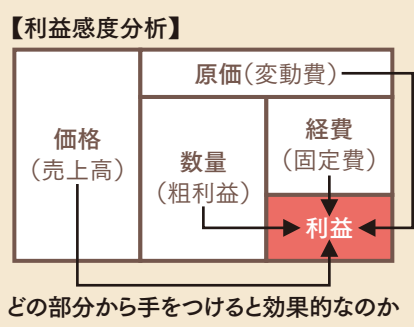 【利益感度分析】
原価(変動費)
価格
(売上高)
数量
(粗利益)
経費
(固定費)
利益
どの部分から手をつけると効果的なのか